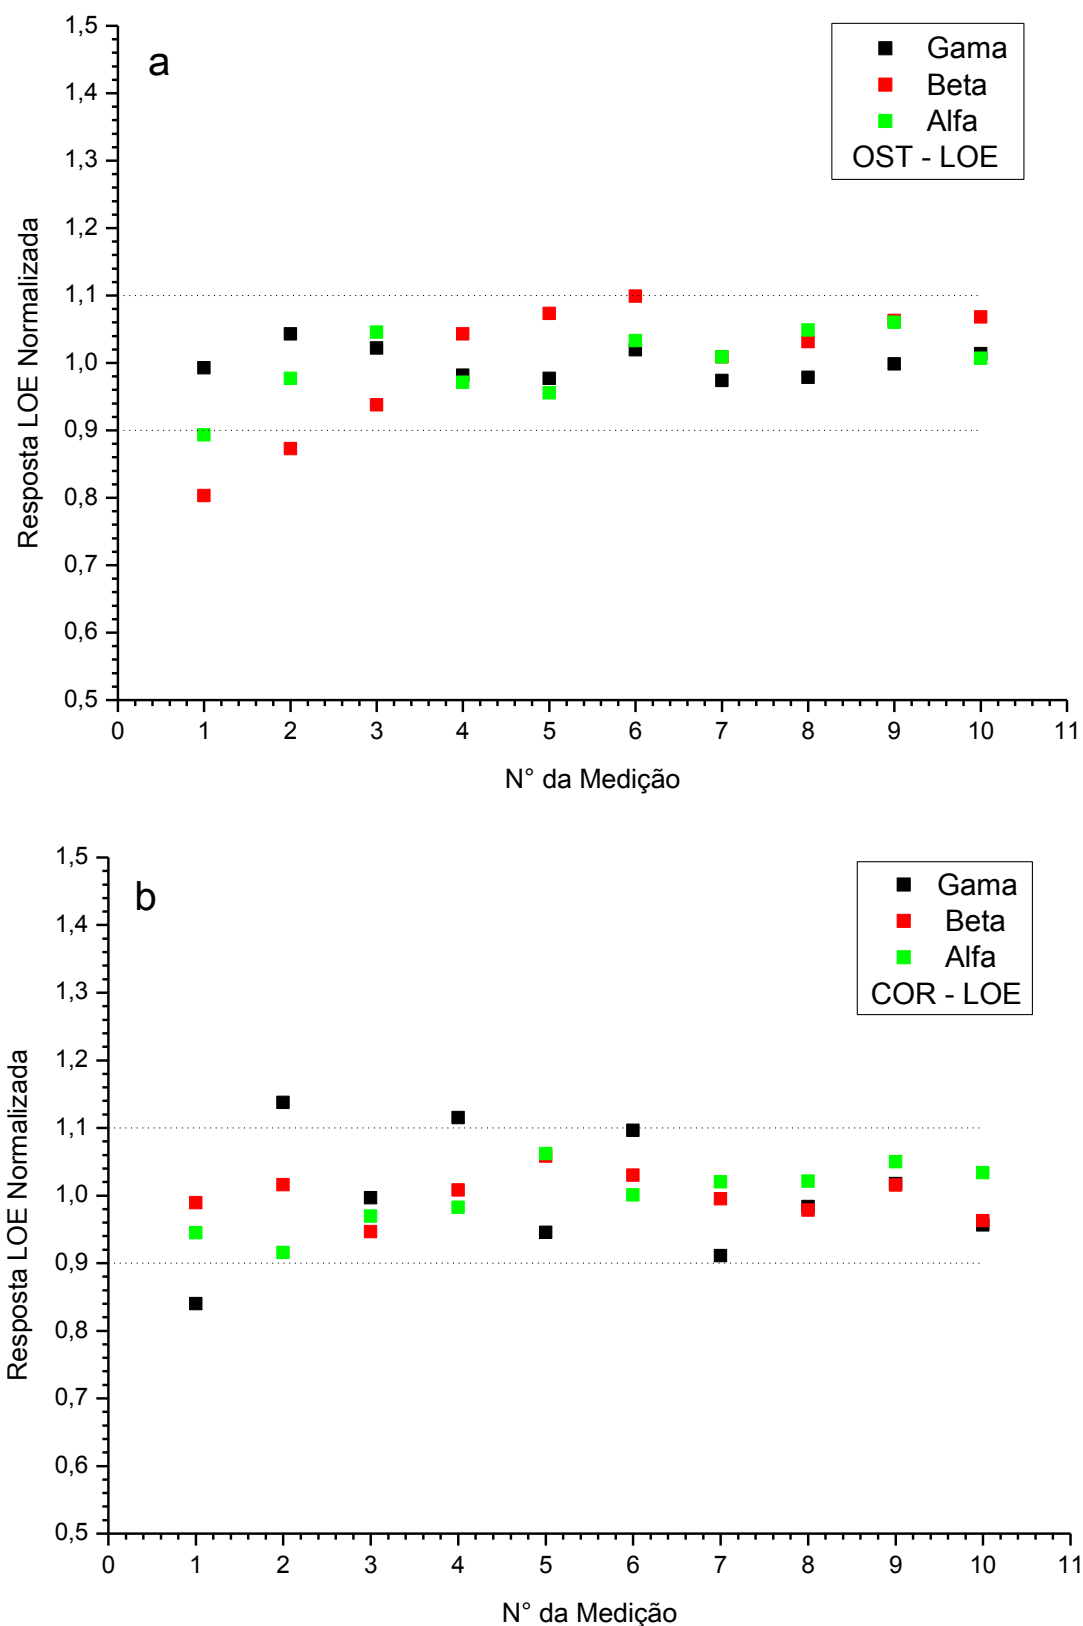 a
Gama
Beta
Alfa
OST - LOE
1,5
1,4
1,3
1,2
1,1
1,0
0,9
0,8
0,7
0,6
0,5
Resposta LOE Normalizada
0 1 2 3 4 5 6 7 8 9 10 11
N° da Medição
b
Gama
Beta
Alfa
COR - LOE
1,5
1,4
1,3
1,2
1,1
1,0
0,9
0,8
0,7
0,6
0,5
Resposta LOE Normalizada
0 1 2 3 4 5 6 7 8 9 10 11
N° da Medição